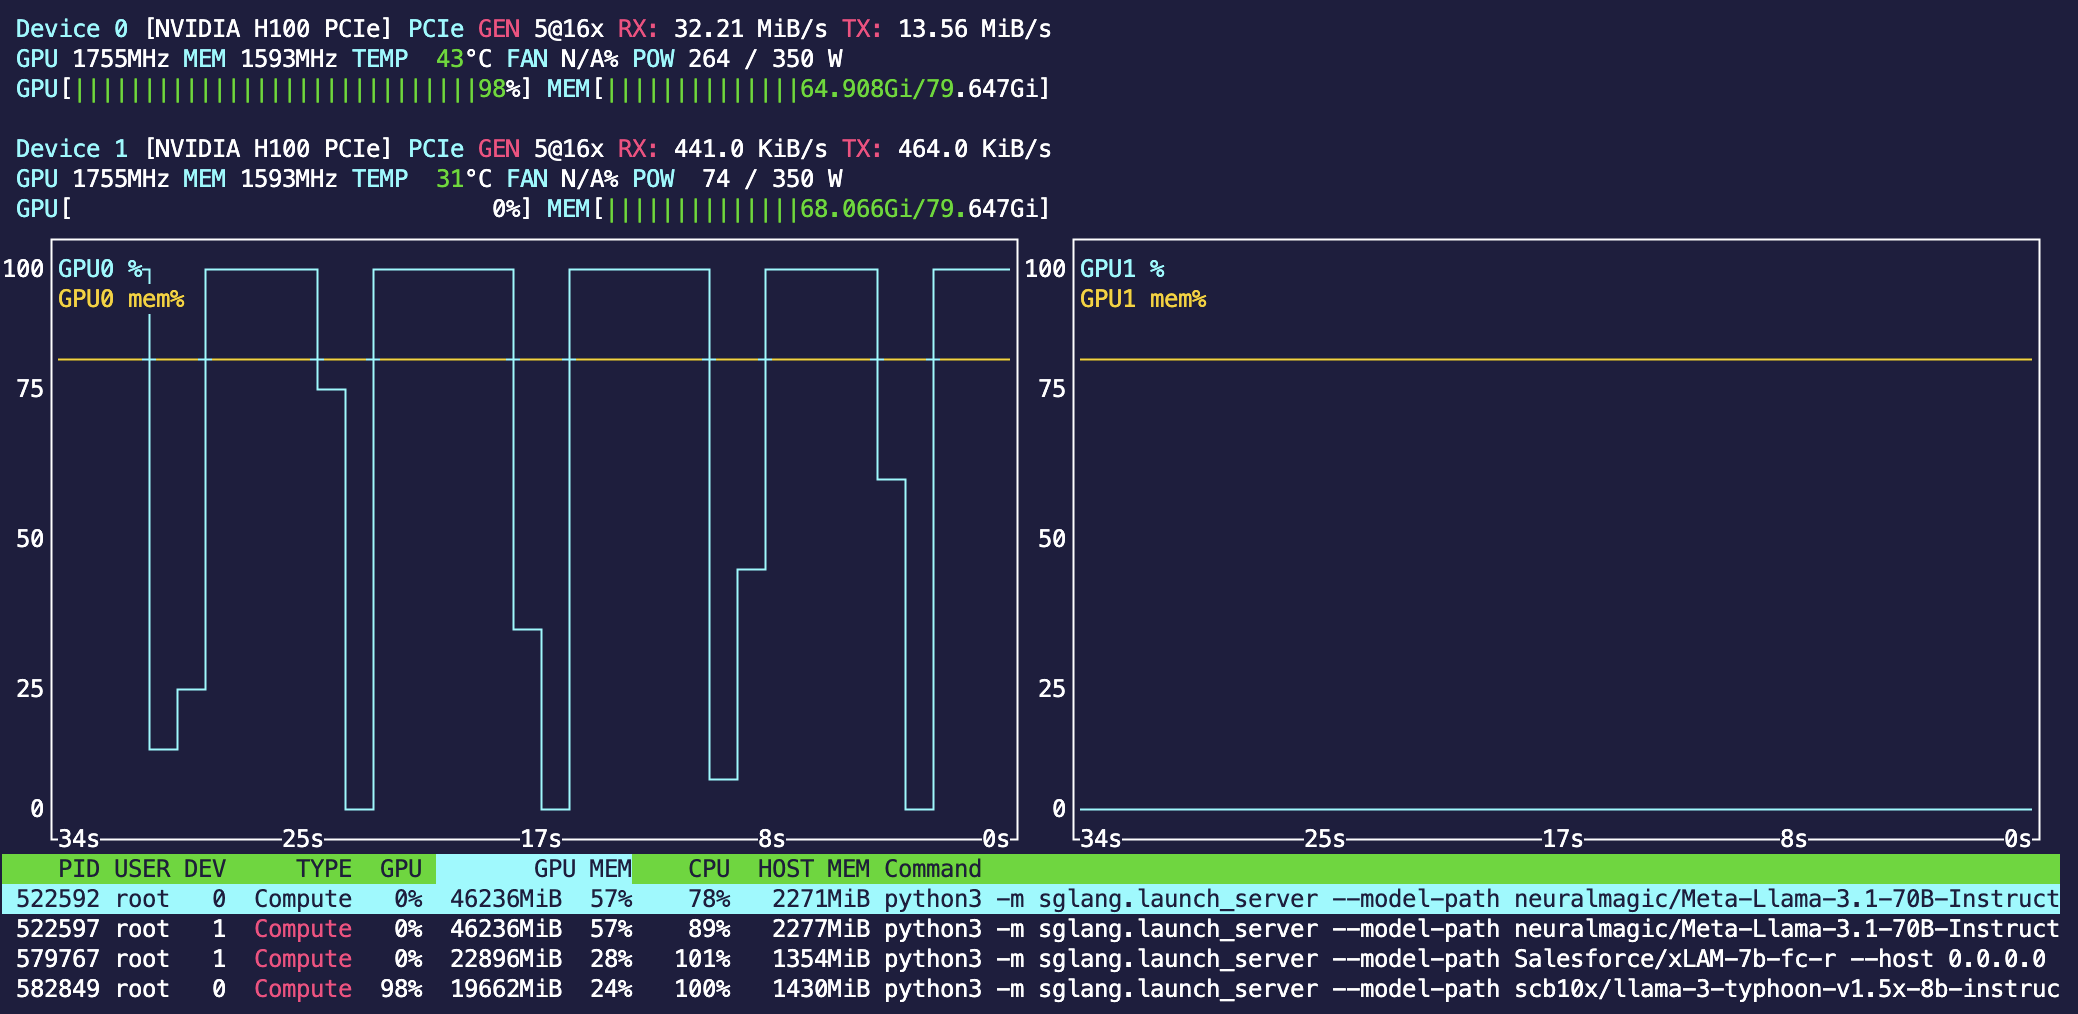 Device 0 [NVIDIA H100 PCIe] PCIe GEN 5@16x RX: 32.21 MiB/s TX: 13.56 MiB/s
GPU 1755MHz MEM 1593MHz TEMP 43°C FAN N/A% POW 264 / 350 W
GPU[||||||||||||||||||||||||||||||98%] MEM[||||||||||||||64.908Gi/79.647Gi]
Device 1 [NVIDIA H100 PCIe] PCIe GEN 5@16x RX: 441.0 KiB/s TX: 464.0 KiB/s
GPU 1755MHz MEM 1593MHz TEMP 31°C FAN N/A% POW 74 / 350 W
GPU[ 0%] MEM[||||||||||||||68.066Gi/79.647Gi]
100 GPU0 %
GPU0 mem%
75
50
25
0
34s 25s 17s 8s 0s
100 GPU1 %
GPU1 mem%
75
50
25
0
34s 25s 17s 8s 0s
PID USER DEV TYPE GPU GPU MEM CPU HOST MEM Command
522592 root 0 Compute 0% 46236MiB 57% 78% 2271MiB python3 -m sglang.launch_server --model-path neuralmagic/Meta-Llama-3.1-70B-Instruct
522597 root 1 Compute 0% 46236MiB 57% 89% 2277MiB python3 -m sglang.launch_server --model-path neuralmagic/Meta-Llama-3.1-70B-Instruct
579767 root 1 Compute 0% 22896MiB 28% 101% 1354MiB python3 -m sglang.launch_server --model-path Salesforce/xLAM-7b-fc-r --host 0.0.0.0
582849 root 0 Compute 98% 19662MiB 24% 100% 1430MiB python3 -m sglang.launch_server --model-path scb10x/llama-3-typhoon-v1.5x-8b-instruc